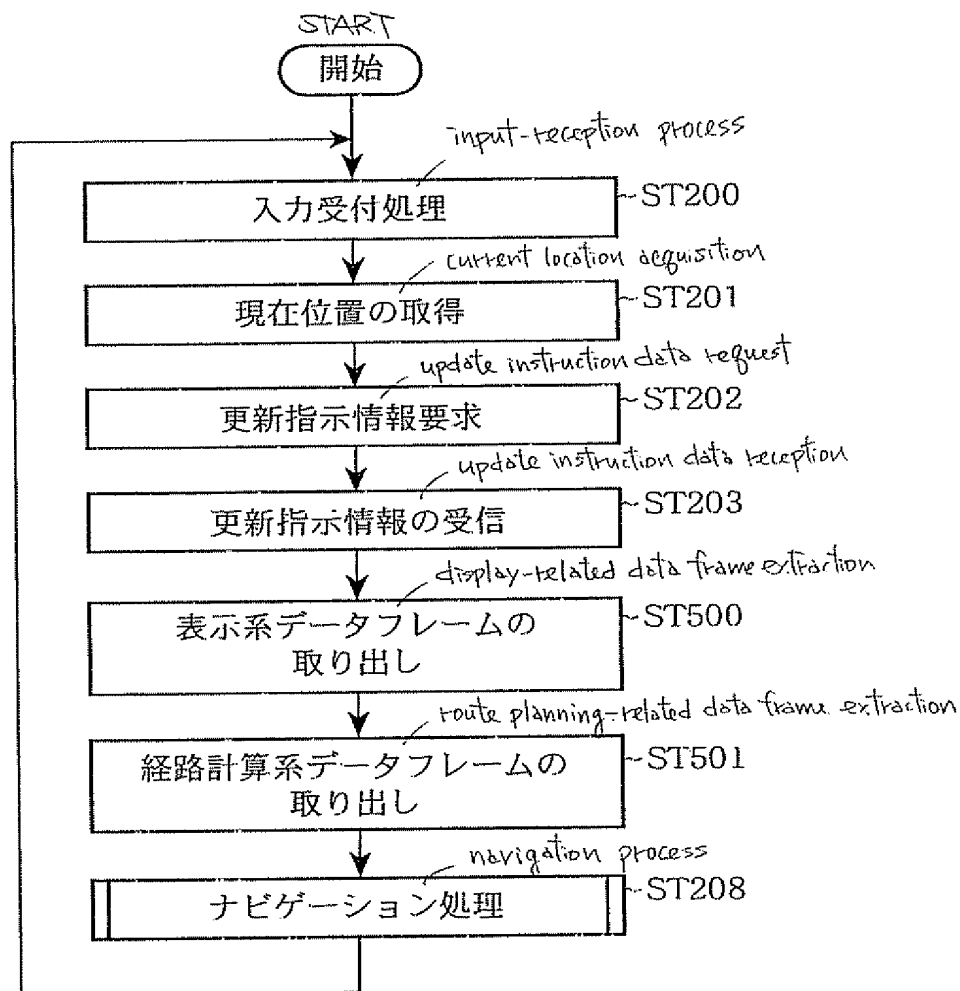 START
開始
input-reception process
入力受付処理
ST200
current location acquisition
現在位置の取得
ST201
update instruction data request
更新指示情報要求
ST202
update instruction data reception
更新指示情報の受信
ST203
display-related data frame extraction
表示系データフレームの
取り出し
ST500
route planning-related data frame extraction
経路計算系データフレームの
取り出し
ST501
navigation process
ナビゲーション処理
ST208